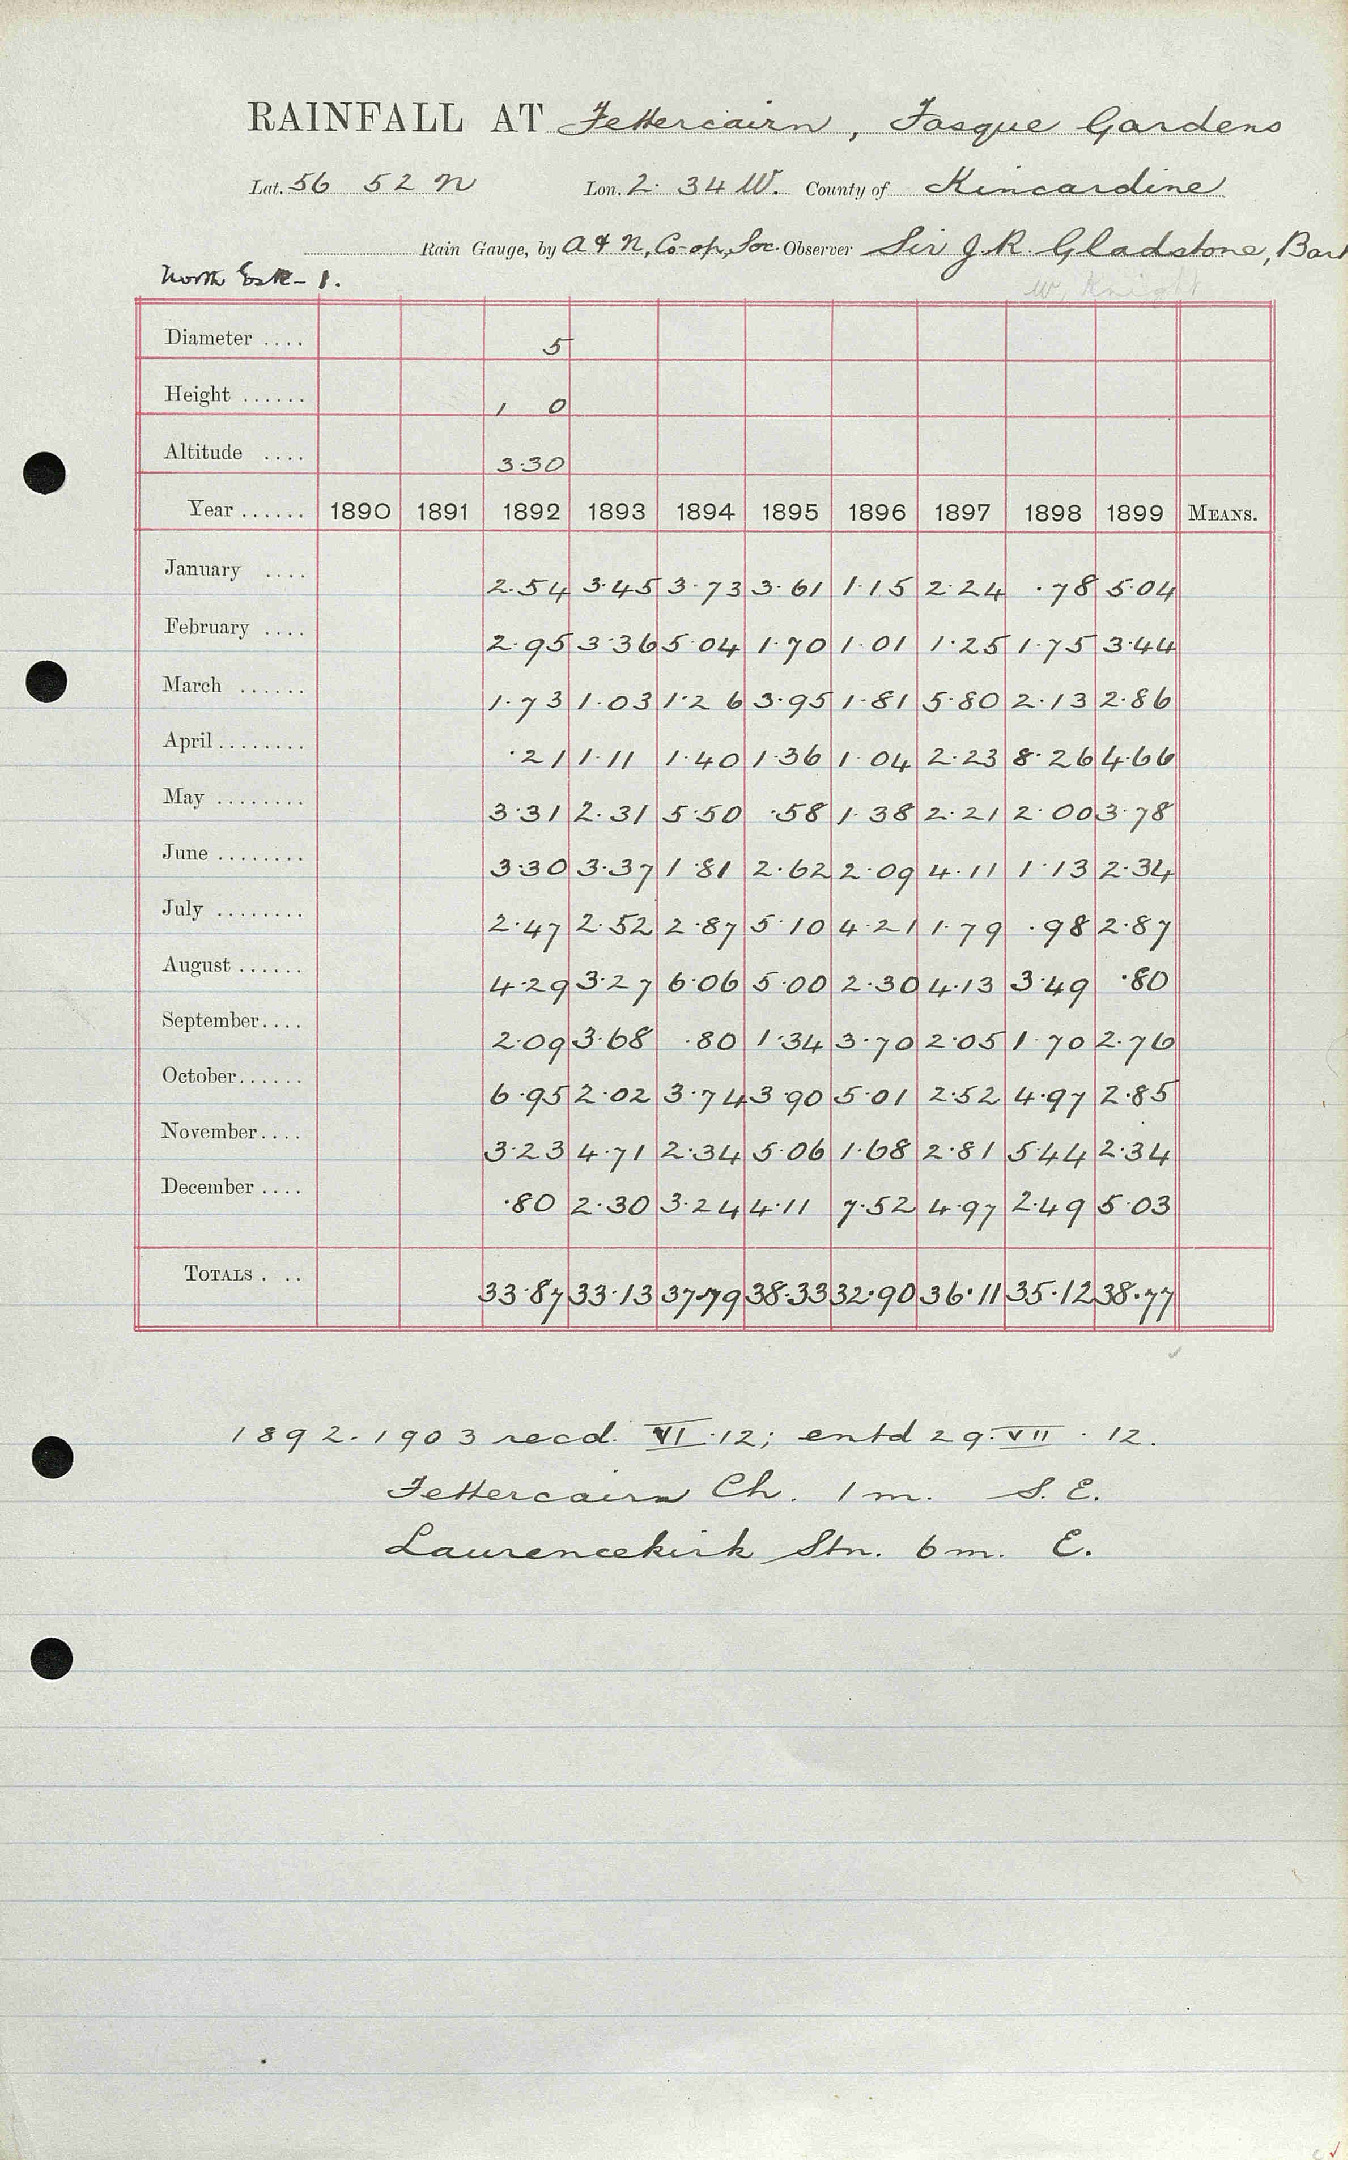 RAINFALL AT Fettercairn, Fasque Gardens
Lat. 56 52 N Lon. 2. 34 W. County of Kincardine
Rain Gauge, by A & N, Co-op, Soc. Observer Sir J. R. Gladstone, Bart
North Esk - 1.
W. Knight
Diameter .... 5
Height ...... 1 0
Altitude .... 330
Year ...... 1890 1891 1892 1893 1894 1895 1896 1897 1898 1899 MEANS.
January .... 2.54 3.45 3.73 3.61 1.15 2.24 .78 5.04
February .... 2.95 3.36 5.04 1.70 1.01 1.25 1.75 3.44
March ...... 1.73 1.03 1.26 3.95 1.81 5.80 2.13 2.86
April ........ .21 1.11 1.40 1.36 1.04 2.23 8.26 4.66
May ........ 3.31 2.31 5.50 .58 1.38 2.21 2.00 3.78
June ........ 3.30 3.37 1.81 2.62 2.09 4.11 1.13 2.34
July ........ 2.47 2.52 2.87 5.10 4.21 1.79 .98 2.87
August ...... 4.29 3.27 6.06 5.00 2.30 4.13 3.49 .80
September .... 2.09 3.68 .80 1.34 3.70 2.05 1.70 2.76
October ...... 6.95 2.02 3.74 3.90 5.01 2.52 4.97 2.85
November .... 3.23 4.71 2.34 5.06 1.68 2.81 5.44 2.34
December .... .80 2.30 3.24 4.11 7.52 4.97 2.49 5.03
TOTALS . .. 33.87 33.13 37.79 38.33 32.90 36.11 35.12 38.77
1892-1903 recd. VI.12; entd 29.VII.12.
Fettercairn Ch. 1 m. S.E.
Laurencekirk Stn. 6 m. E.